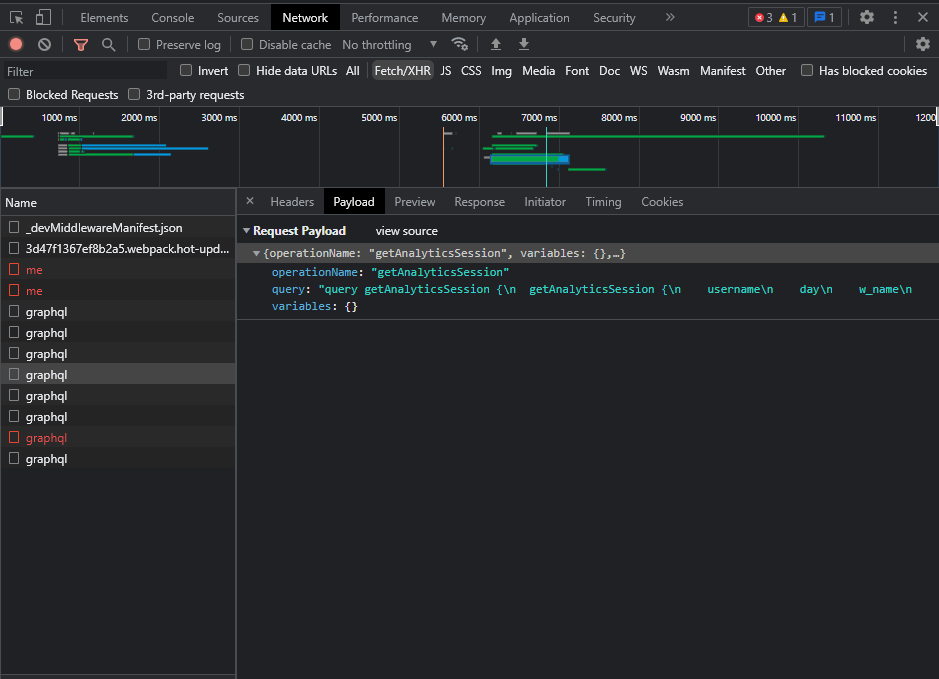 Elements Console Sources Network Performance Memory Application Security » 3 1 1
Preserve log Disable cache No throttling
Filter Invert Hide data URLs All Fetch/XHR JS CSS Img Media Font Doc WS Wasm Manifest Other Has blocked cookies
Blocked Requests 3rd-party requests
1000 ms 2000 ms 3000 ms 4000 ms 5000 ms 6000 ms 7000 ms 8000 ms 9000 ms 10000 ms 11000 ms 1200
Name × Headers Payload Preview Response Initiator Timing Cookies
_devMiddlewareManifest.json
3d47f1367ef8b2a5.webpack.hot-upd...
me
me
graphql
graphql
graphql
graphql
graphql
graphql
graphql
graphql
Request Payload view source
{operationName: "getAnalyticsSession", variables: {},…}
operationName: "getAnalyticsSession"
query: "query getAnalyticsSession {\n  getAnalyticsSession {\n    username\n    day\n    w_name\n
variables: {}